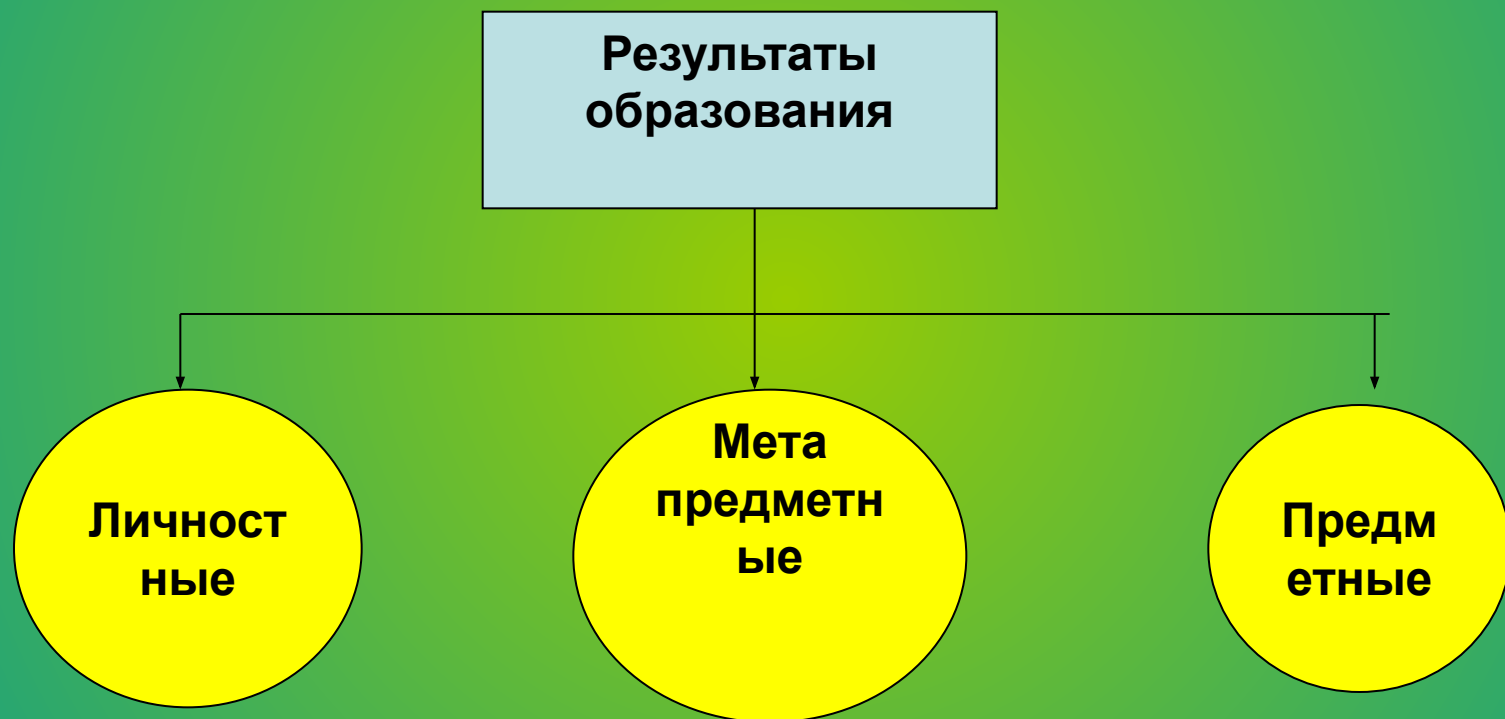 Результаты
образования
Личност
ные
Мета
предметн
ые
Предм
етные